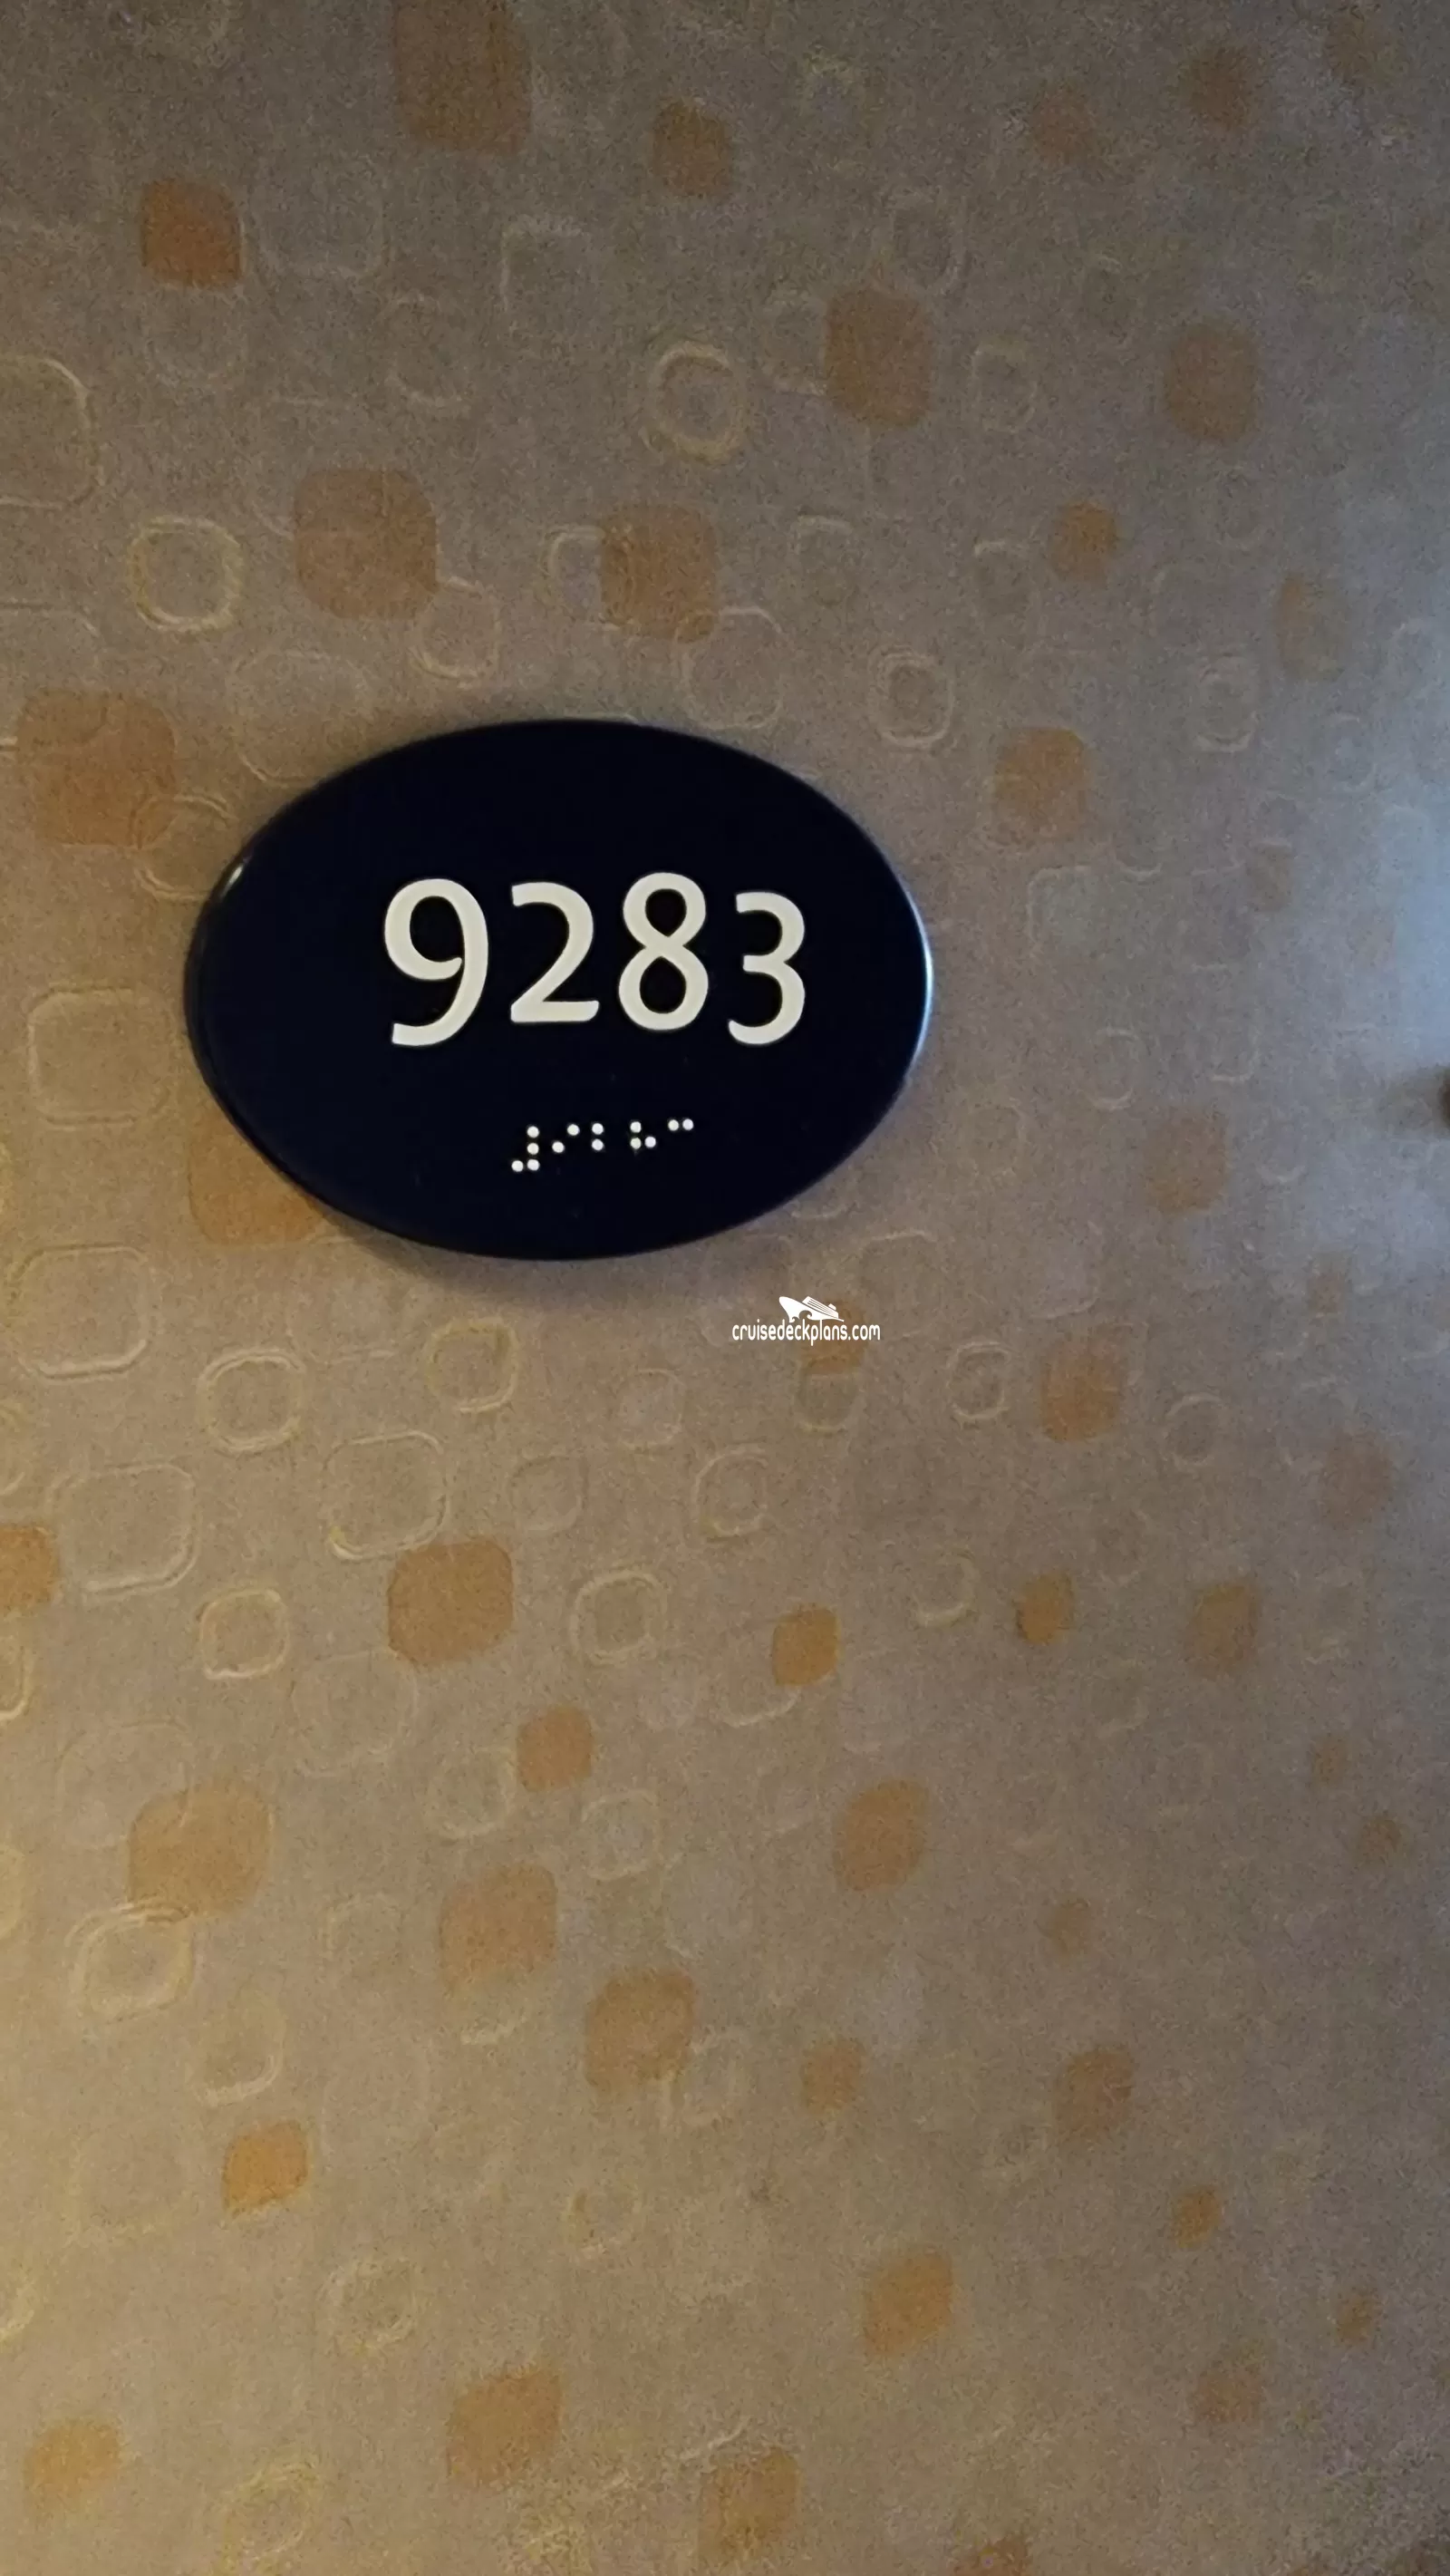 9283
⠼⠊⠃⠓⠉
cruisedeckplans.com